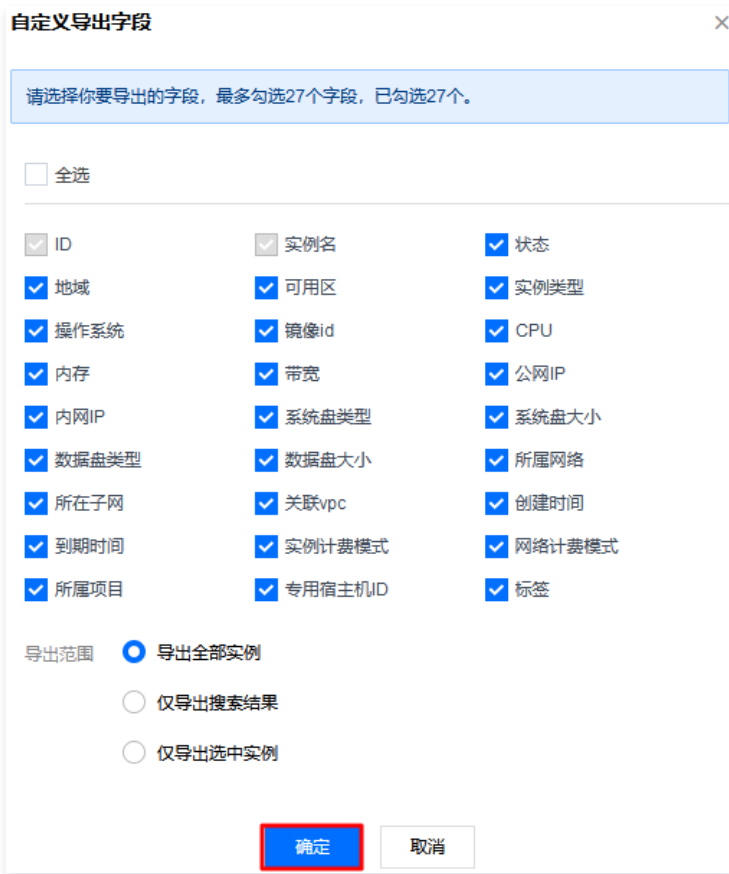 自定义导出字段
请选择你要导出的字段，最多勾选27个字段，已勾选27个。
全选
ID 实例名 状态
地域 可用区 实例类型
操作系统 镜像id CPU
内存 带宽 公网IP
内网IP 系统盘类型 系统盘大小
数据盘类型 数据盘大小 所属网络
所在子网 关联vpc 创建时间
到期时间 实例计费模式 网络计费模式
所属项目 专用宿主机ID 标签
导出范围 导出全部实例
仅导出搜索结果
仅导出选中实例
确定 取消